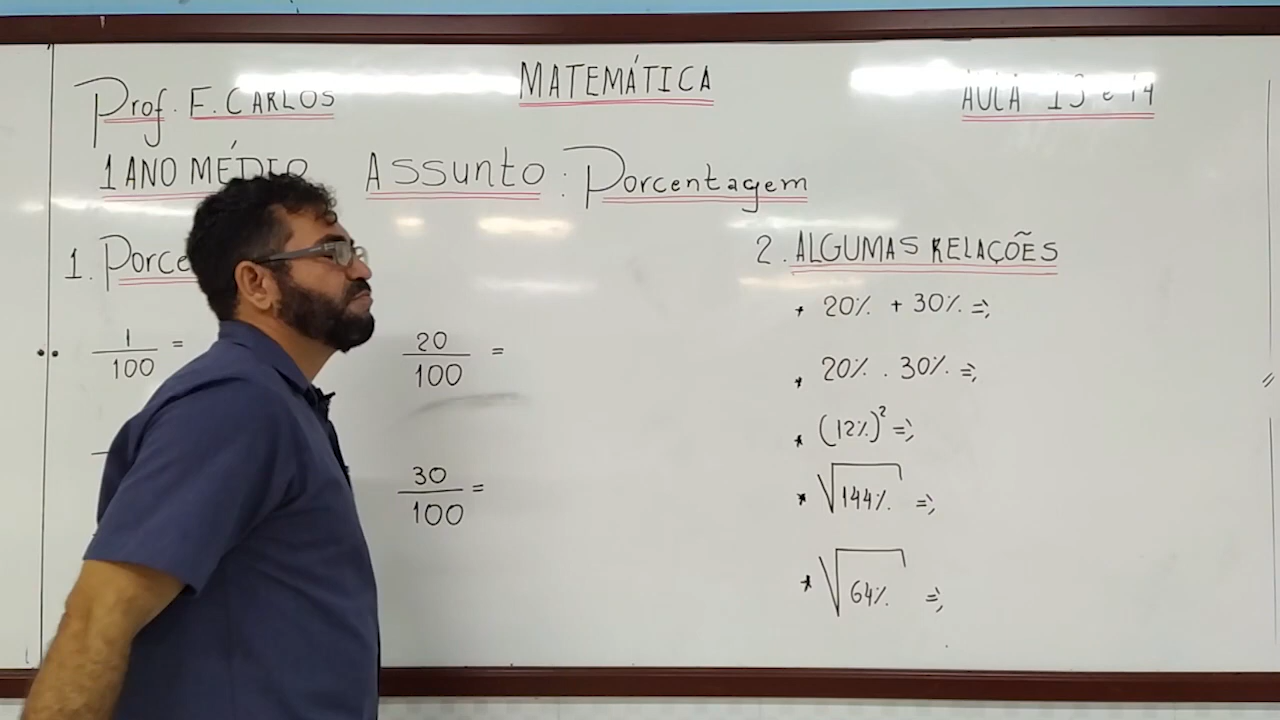 Prof. E. CARLOS
MATEMÁTICA
AULA 13 e 14
1 ANO MÉDIO
Assunto: Porcentagem
1.
1/100 =
20/100 =
30/100 =
2. ALGUMAS RELAÇÕES
* 20% + 30% =>,
* 20% . 30% =>,
* (12%)² =>,
* √144% =>,
* √64% =>,